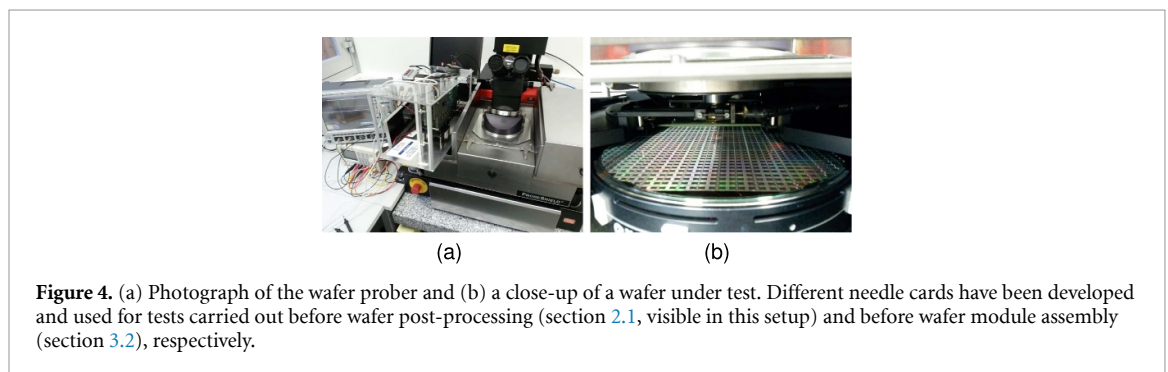 PROBESHIELD
(a)
(b)
Figure 4. (a) Photograph of the wafer prober and (b) a close-up of a wafer under test. Different needle cards have been developed
and used for tests carried out before wafer post-processing (section 2.1, visible in this setup) and before wafer module assembly
(section 3.2), respectively.